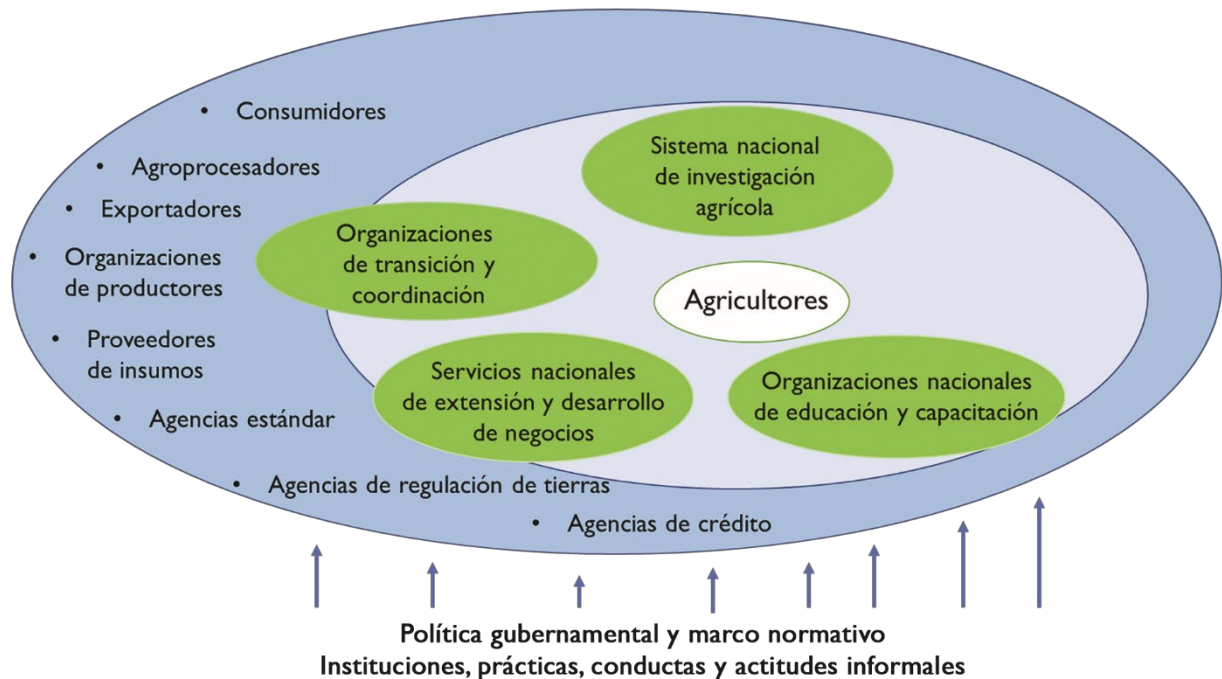 • Consumidores
• Agroprocesadores
• Exportadores
• Organizaciones
de productores
• Proveedores
de insumos
• Agencias estándar
• Agencias de regulación de tierras
• Agencias de crédito
Sistema nacional
de investigación
agrícola
Organizaciones
de transición y
coordinación
Agricultores
Servicios nacionales
de extensión y desarrollo
de negocios
Organizaciones nacionales
de educación y capacitación
Política gubernamental y marco normativo
Instituciones, prácticas, conductas y actitudes informales